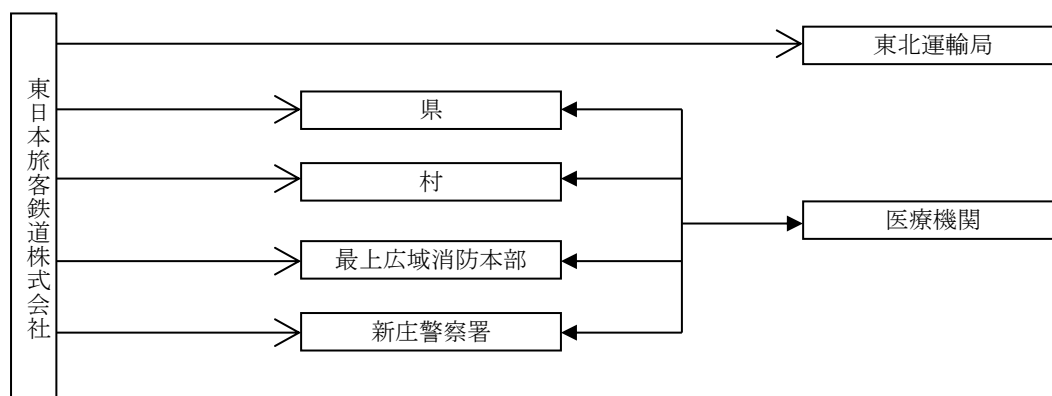 東日本旅客鉄道株式会社
東北運輸局
県
村
医療機関
最上広域消防本部
新庄警察署